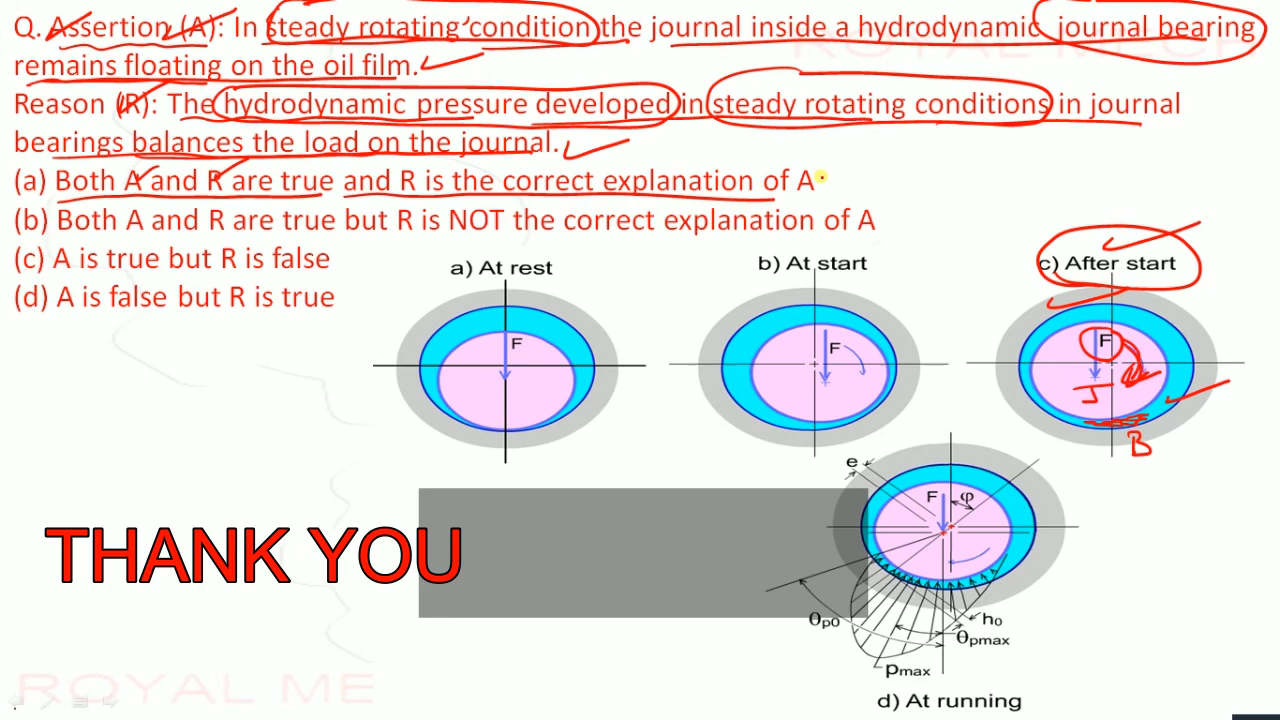 Q. Assertion (A): In steady rotating condition the journal inside a hydrodynamic journal bearing
remains floating on the oil film.
Reason (R): The hydrodynamic pressure developed in steady rotating conditions in journal
bearings balances the load on the journal.
(a) Both A and R are true and R is the correct explanation of A
(b) Both A and R are true but R is NOT the correct explanation of A
(c) A is true but R is false
(d) A is false but R is true
a) At rest
b) At start
c) After start
F
F
F
J
B
e
F
φ
THANK YOU
θp0
h0
θpmax
pmax
d) At running
ROYAL ME